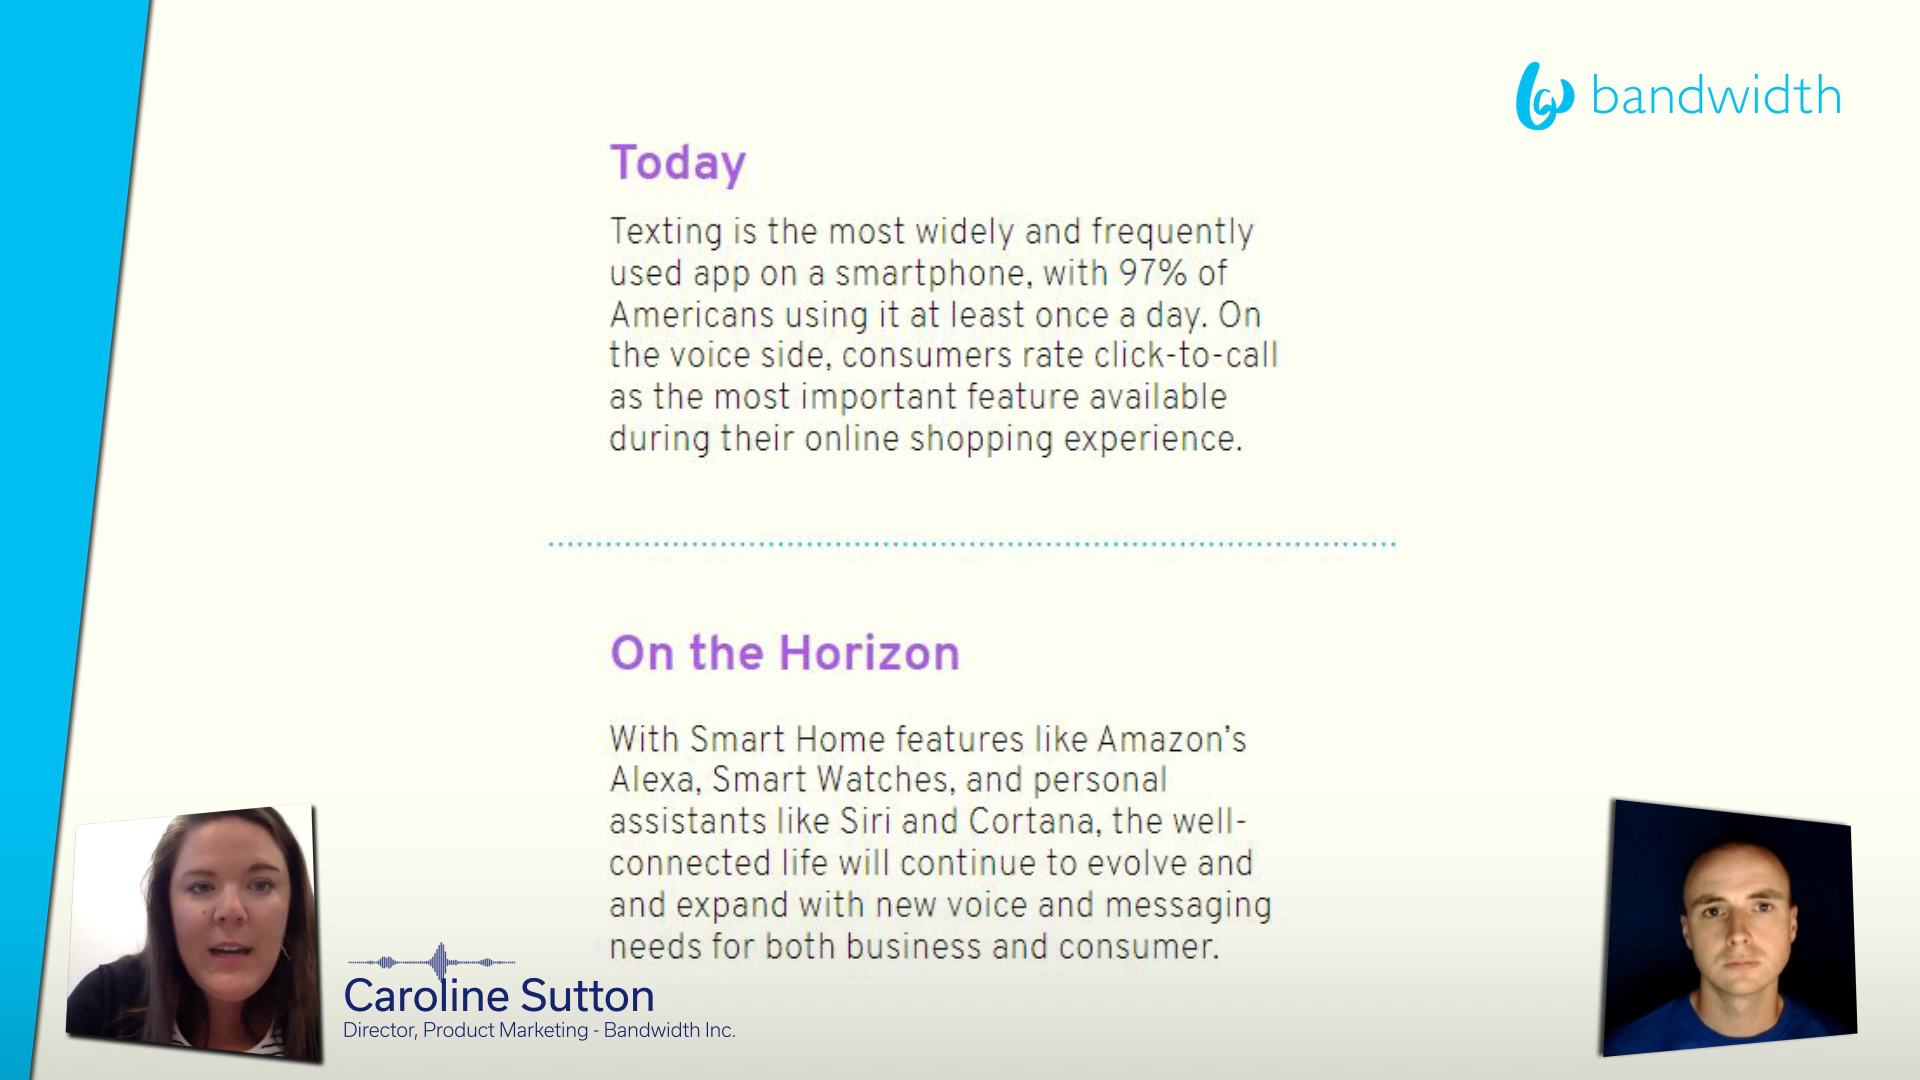 bandwidth
Today
Texting is the most widely and frequently
used app on a smartphone, with 97% of
Americans using it at least once a day. On
the voice side, consumers rate click-to-call
as the most important feature available
during their online shopping experience.
On the Horizon
With Smart Home features like Amazon's
Alexa, Smart Watches, and personal
assistants like Siri and Cortana, the well-
connected life will continue to evolve and
and expand with new voice and messaging
needs for both business and consumer.
Caroline Sutton
Director, Product Marketing - Bandwidth Inc.